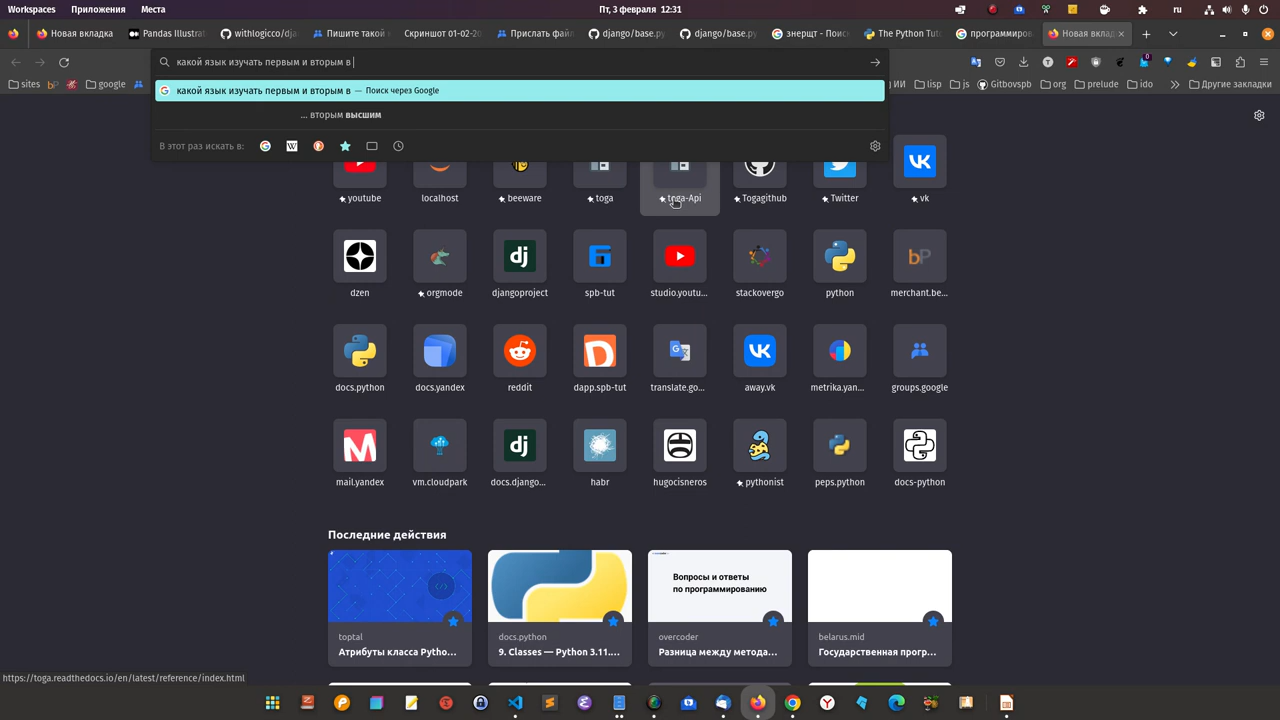 Workspaces Приложения Места Пт, 3 февраля 12:31 ru
Новая вкладка Pandas Illustrat withlogicco/dja Пишите такой Скриншот 01-02-20 Прислать файл django/base.py django/base.py знерщт - Поиск The Python Tut программиров Новая вклад
какой язык изучать первым и вторым в
sites google ИИ lisp js Gitbovspb org prelude ido Другие закладки
какой язык изучать первым и вторым в — Поиск через Google
... вторым высшим
В этот раз искать в:
youtube localhost beeware toga toga-Api Togagithub Twitter vk
dzen orgmode djangoproject spb-tut studio.youtu... stackovergo python merchant.be...
docs.python docs.yandex reddit dapp.spb-tut translate.go... away.vk metrika.yan... groups.google
mail.yandex vm.cloudpark docs.django... habr hugocisneros pythonist peps.python docs-python
Последние действия
Вопросы и ответы
по программированию
toptal docs.python overcoder belarus.mid
Атрибуты класса Pytho... 9. Classes — Python 3.11.... Разница между метода... Государственная прогр...
https://toga.readthedocs.io/en/latest/reference/index.html